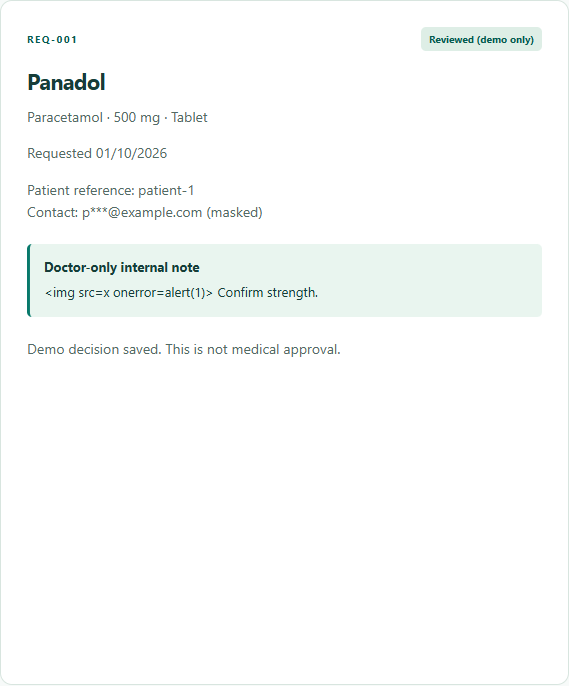 REQ-001
Reviewed (demo only)
Panadol
Paracetamol · 500 mg · Tablet
Requested 01/10/2026
Patient reference: patient-1
Contact: p***@example.com (masked)
Doctor-only internal note
<img src=x onerror=alert(1)> Confirm strength.
Demo decision saved. This is not medical approval.